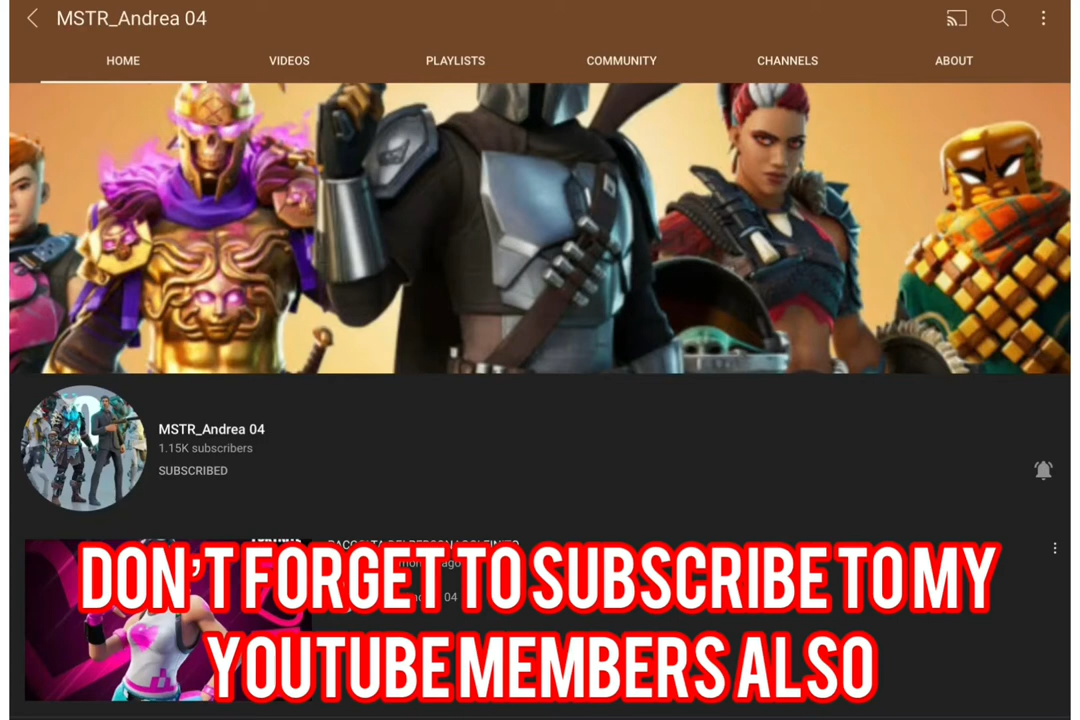 MSTR_Andrea 04
HOME VIDEOS PLAYLISTS COMMUNITY CHANNELS ABOUT
MSTR_Andrea 04
1.15K subscribers
SUBSCRIBED
DON'T FORGET TO SUBSCRIBE TO MY
YOUTUBE MEMBERS ALSO